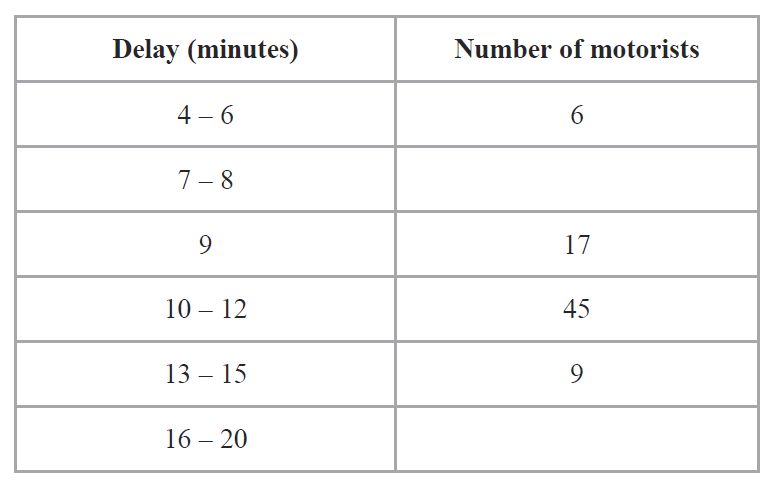 Delay (minutes) Number of motorists
4 – 6 6
7 – 8
9 17
10 – 12 45
13 – 15 9
16 – 20